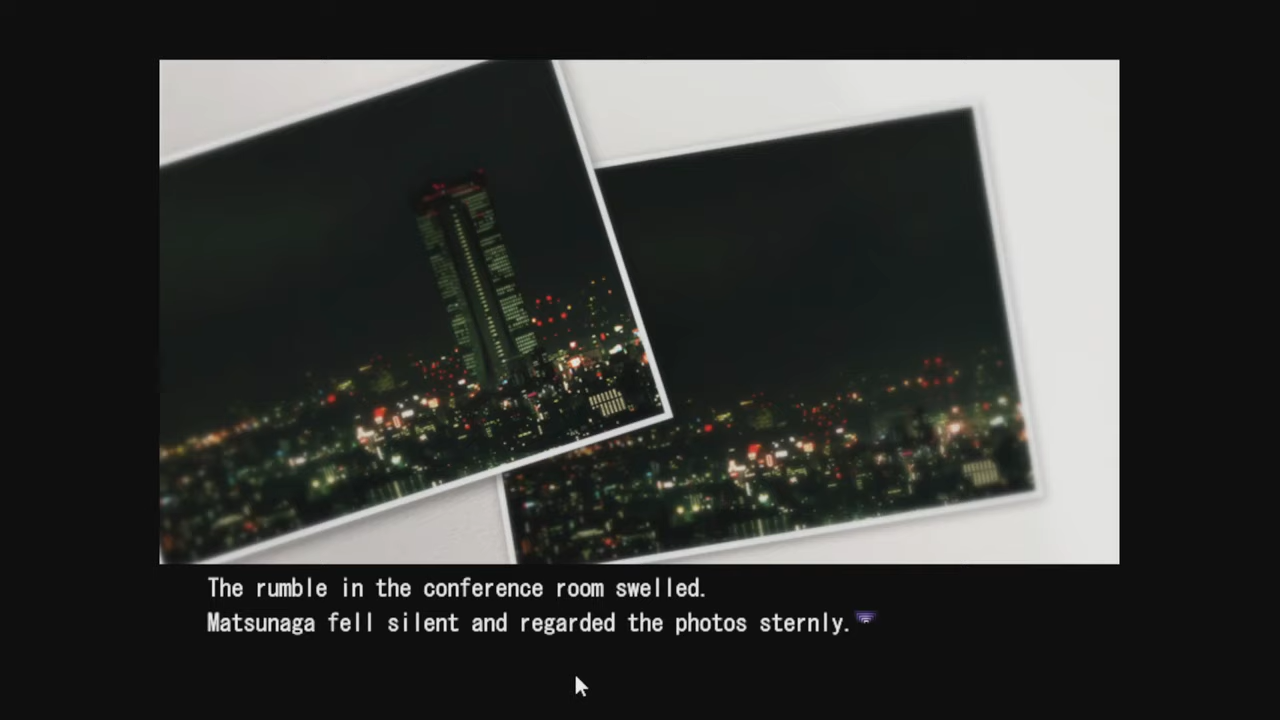 The rumble in the conference room swelled.
Matsunaga fell silent and regarded the photos sternly.